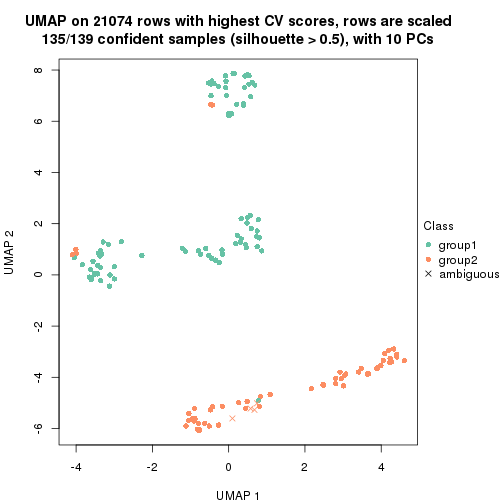 UMAP on 21074 rows with highest CV scores, rows are scaled
135/139 confident samples (silhouette > 0.5), with 10 PCs
8
6
4
2
0
-2
-4
-6
UMAP 2
-4
-2
0
2
4
UMAP 1
Class
group1
group2
ambiguous